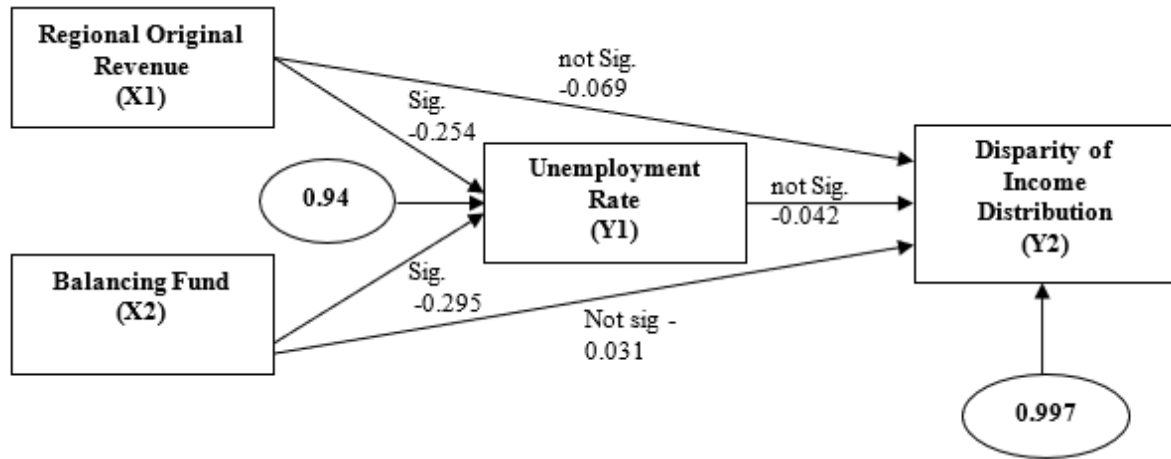 Regional Original
Revenue
(X1)
not Sig.
-0.069
Sig.
-0.254
0.94
Unemployment
Rate
(Y1)
not Sig.
-0.042
Disparity of
Income
Distribution
(Y2)
Balancing Fund
(X2)
Sig.
-0.295
Not sig -
0.031
0.997